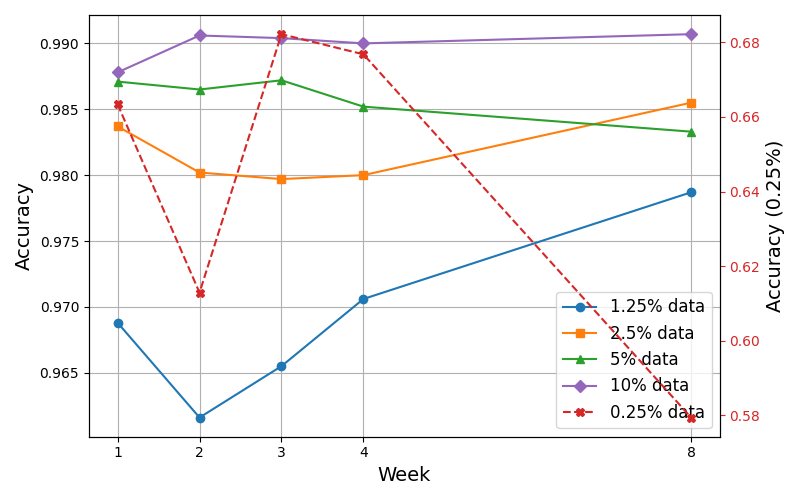 0.990
0.985
0.980
0.975
0.970
0.965
Accuracy
0.68
0.66
0.64
0.62
0.60
0.58
Accuracy (0.25%)
1.25% data
2.5% data
5% data
10% data
0.25% data
1 2 3 4 8
Week